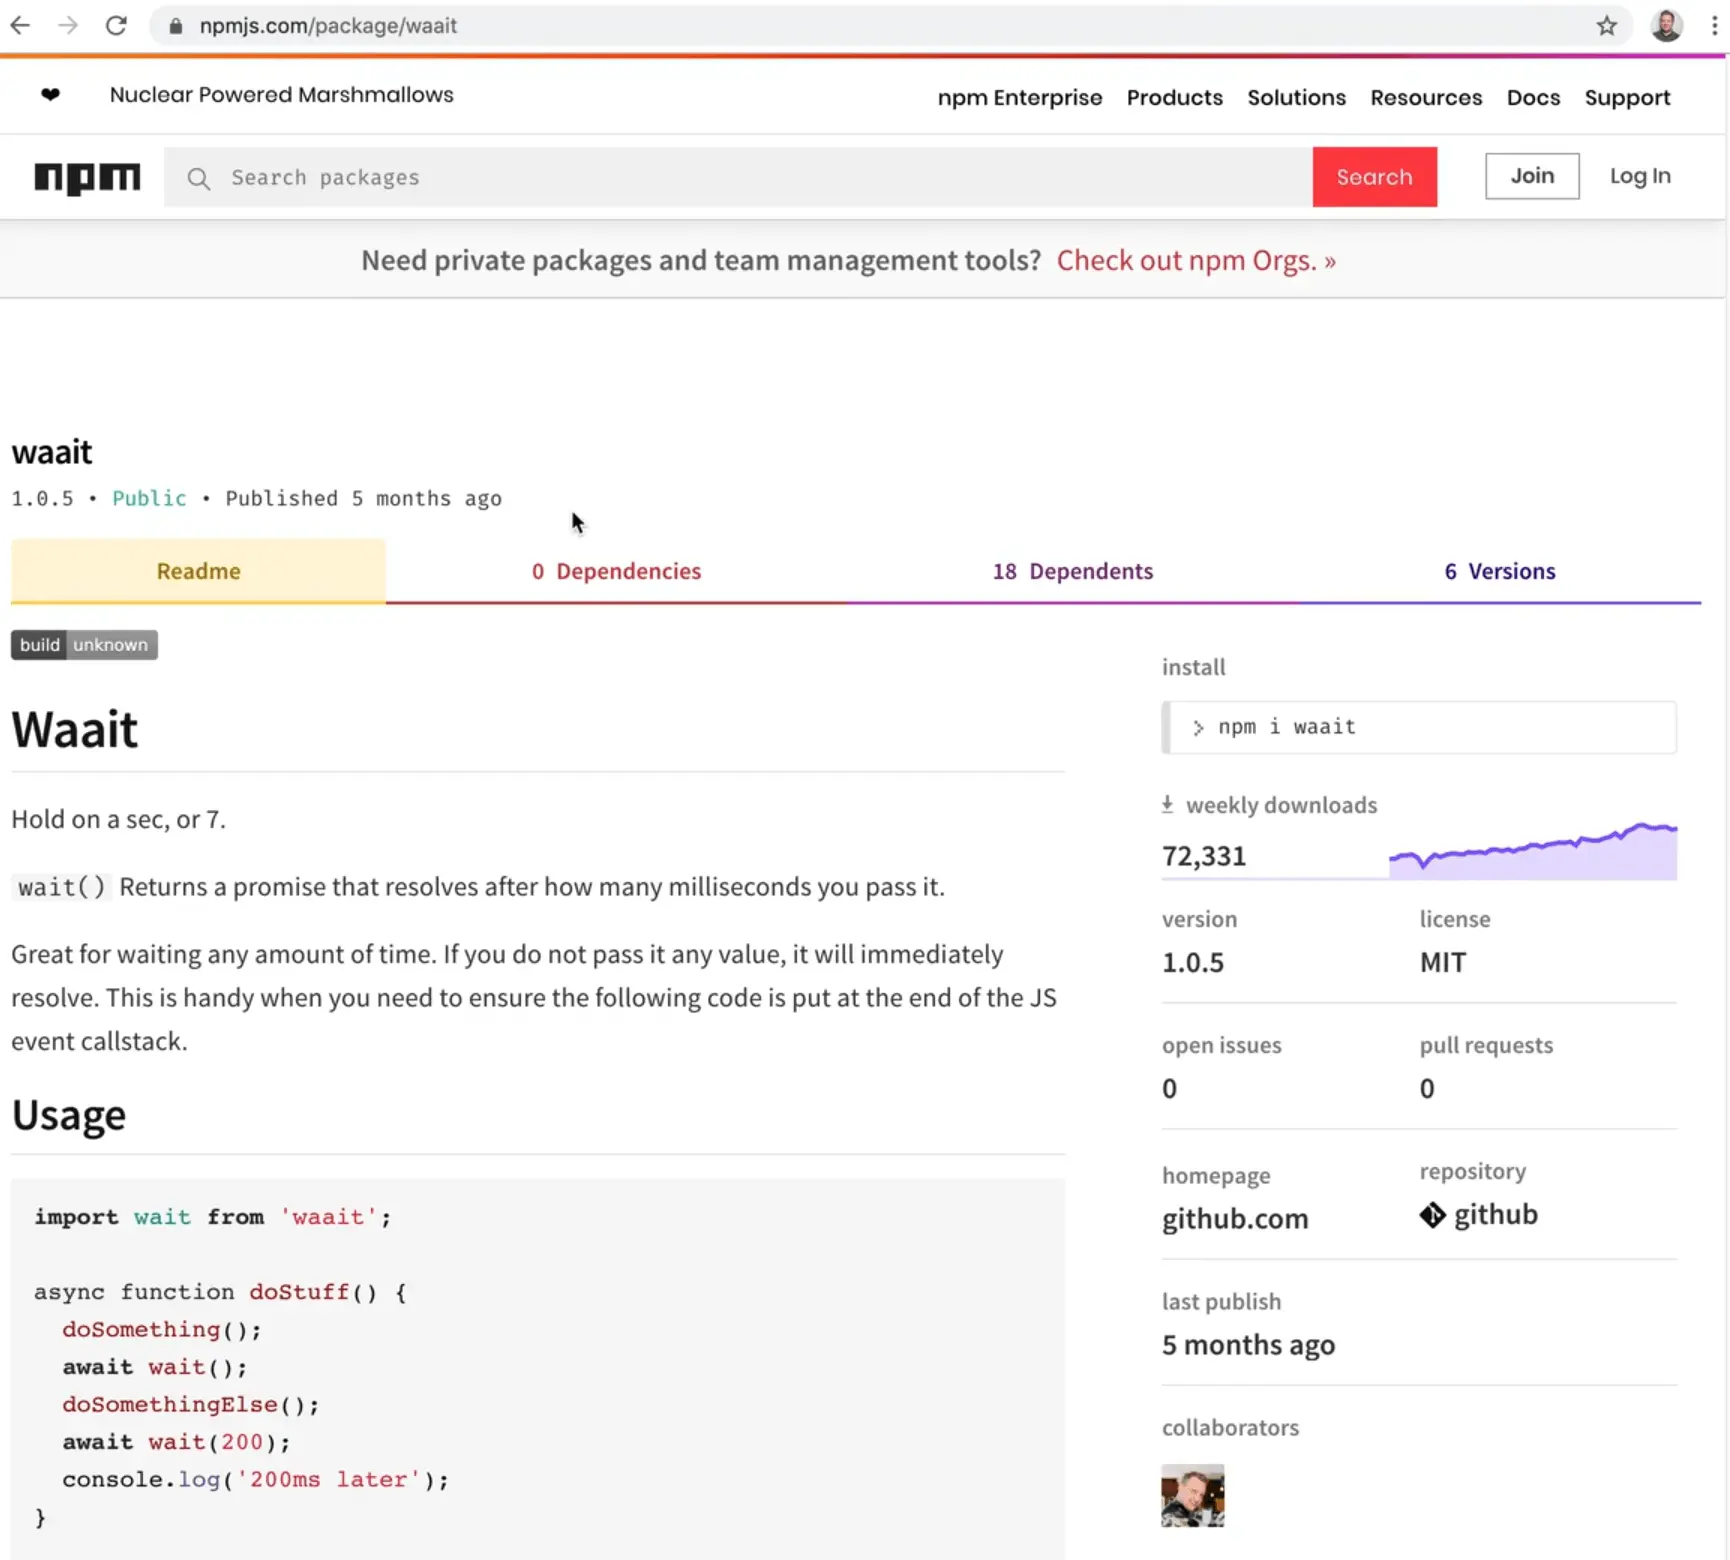 npmjs.com/package/waait
❤ Nuclear Powered Marshmallows
npm Enterprise Products Solutions Resources Docs Support
npm
Search packages
Search
Join
Log In
Need private packages and team management tools? Check out npm Orgs. »
waait
1.0.5 • Public • Published 5 months ago
Readme
0 Dependencies
18 Dependents
6 Versions
build unknown
Waait
Hold on a sec, or 7.
wait() Returns a promise that resolves after how many milliseconds you pass it.
Great for waiting any amount of time. If you do not pass it any value, it will immediately
resolve. This is handy when you need to ensure the following code is put at the end of the JS
event callstack.
Usage
import wait from 'waait';
async function doStuff() {
  doSomething();
  await wait();
  doSomethingElse();
  await wait(200);
  console.log('200ms later');
}
install
> npm i waait
weekly downloads
72,331
version
1.0.5
license
MIT
open issues
0
pull requests
0
homepage
github.com
repository
github
last publish
5 months ago
collaborators